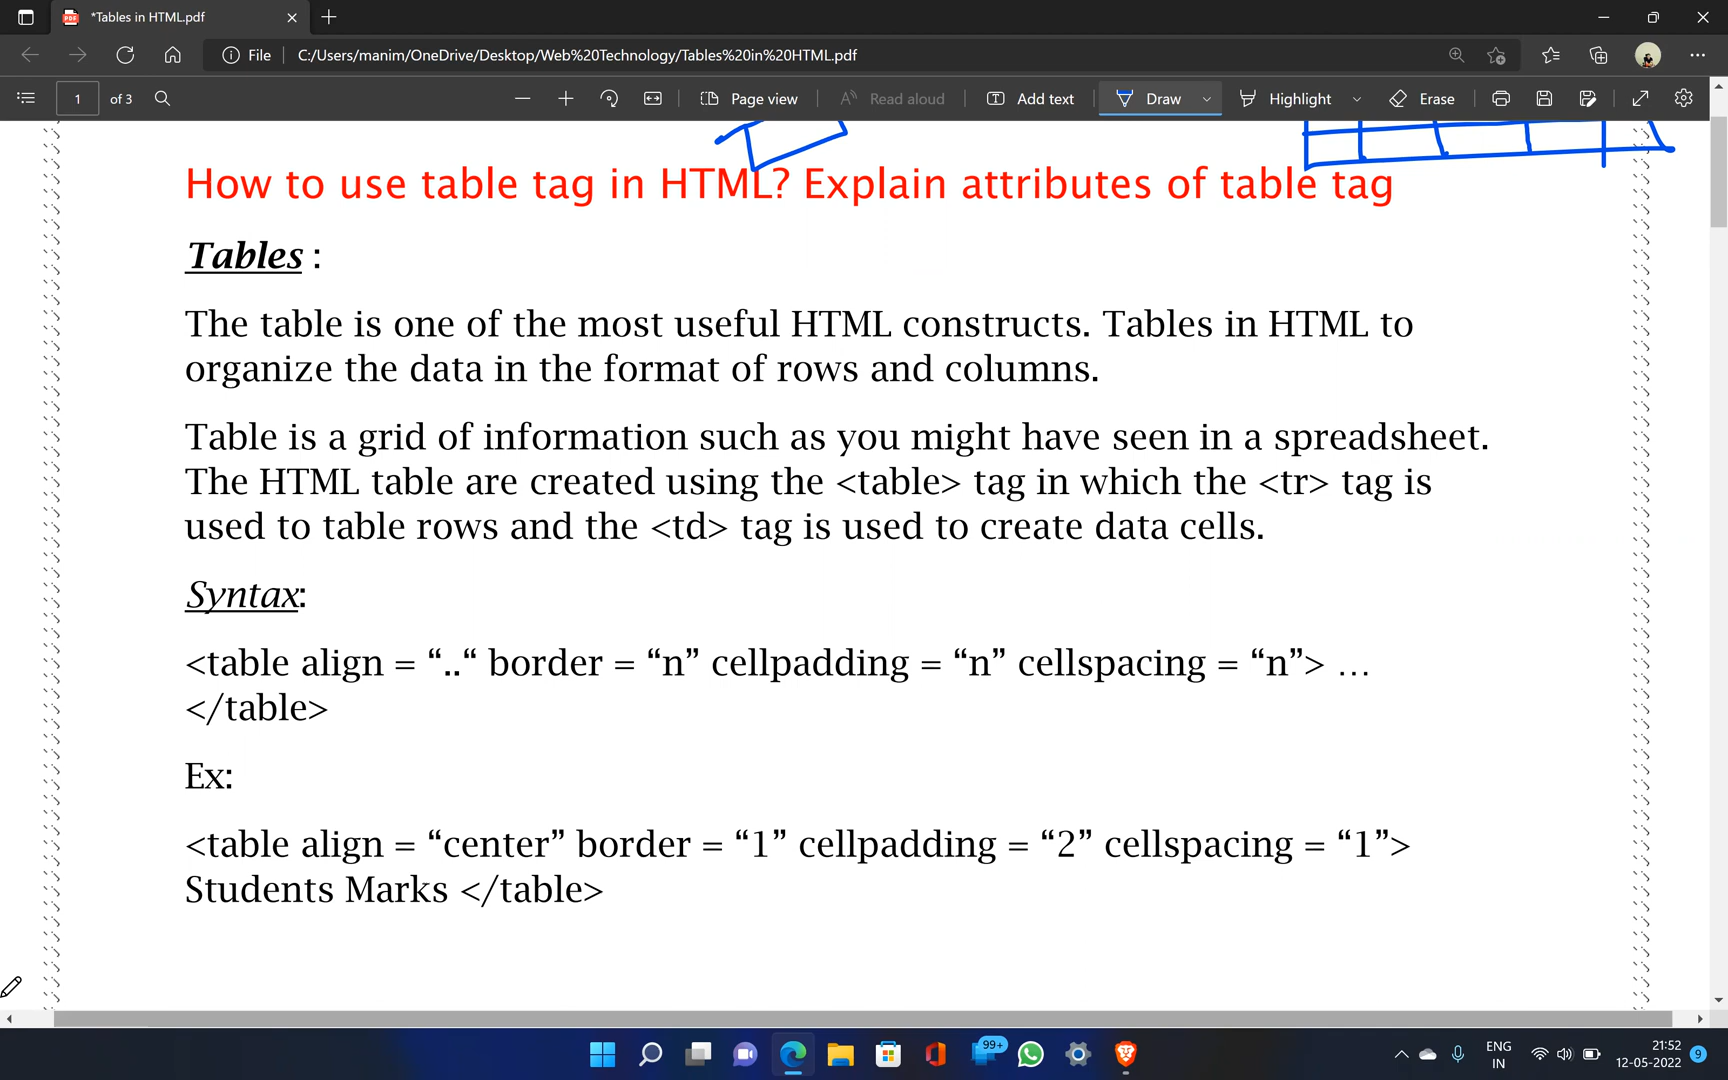 *Tables in HTML.pdf
File C:/Users/manim/OneDrive/Desktop/Web%20Technology/Tables%20in%20HTML.pdf
1 of 3 Page view Read aloud Add text Draw Highlight Erase
How to use table tag in HTML? Explain attributes of table tag
Tables :
The table is one of the most useful HTML constructs. Tables in HTML to
organize the data in the format of rows and columns.
Table is a grid of information such as you might have seen in a spreadsheet.
The HTML table are created using the <table> tag in which the <tr> tag is
used to table rows and the <td> tag is used to create data cells.
Syntax:
<table align = “..“ border = “n” cellpadding = “n” cellspacing = “n”> …
</table>
Ex:
<table align = “center” border = “1” cellpadding = “2” cellspacing = “1”>
Students Marks </table>
99+
ENG
IN
21:52
12-05-2022
9